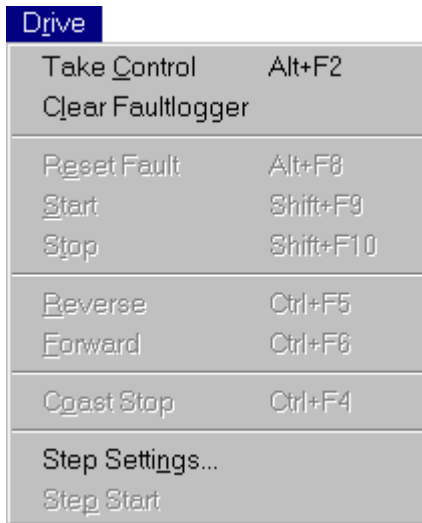 Drive
Take Control Alt+F2
Clear Faultlogger
Reset Fault Alt+F8
Start Shift+F9
Stop Shift+F10
Reverse Ctrl+F5
Forward Ctrl+F6
Coast Stop Ctrl+F4
Step Settings...
Step Start